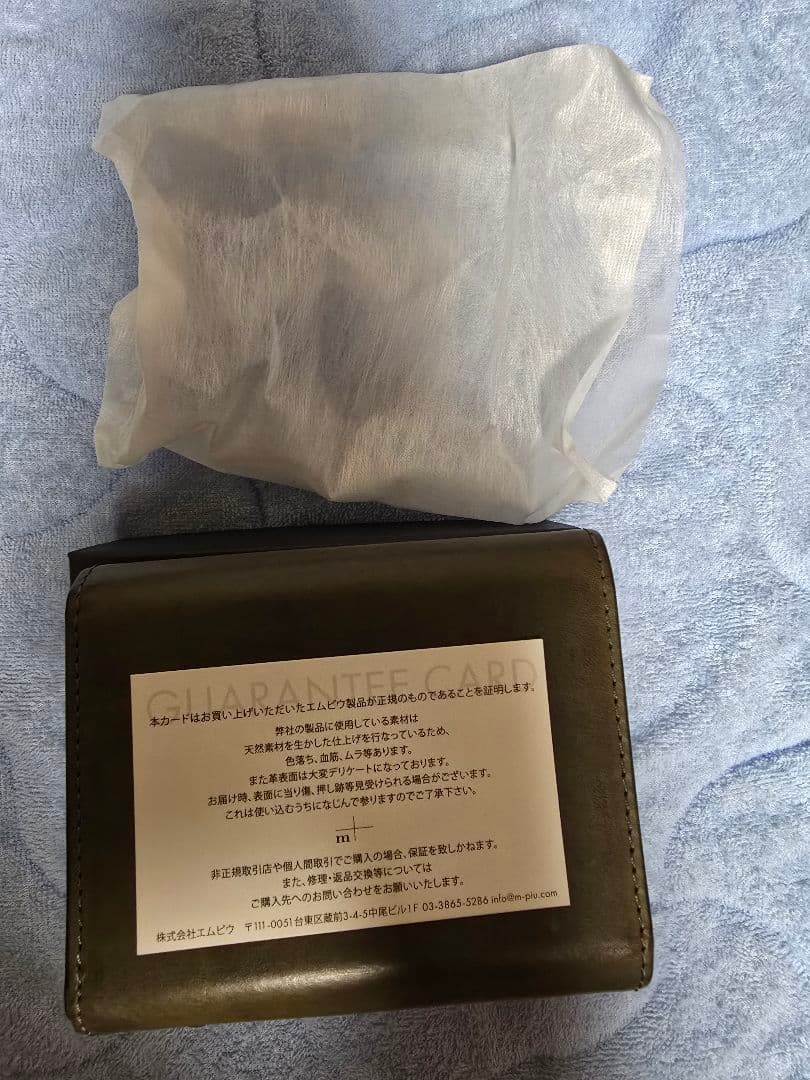 GUARANTEE CARD
本カードはお買い上げいただいたエムピウ製品が正規のものであることを証明します。
弊社の製品に使用している素材は
天然素材を生かした仕上げを行なっているため、
色落ち、血筋、ムラ等あります。
また革表面は大変デリケートになっております。
お届け時、表面に当り傷、押し跡等見受けられる場合がございます。
これは使い込むうちになじんで参りますのでご了承下さい。
m+
非正規取引店や個人間取引でご購入の場合、保証を致しかねます。
また、修理・返品交換等については
ご購入先へのお問い合わせをお願いいたします。
株式会社エムピウ 〒111-0051台東区蔵前3-4-5中尾ビル1F 03-3865-5286 info@m-piu.com